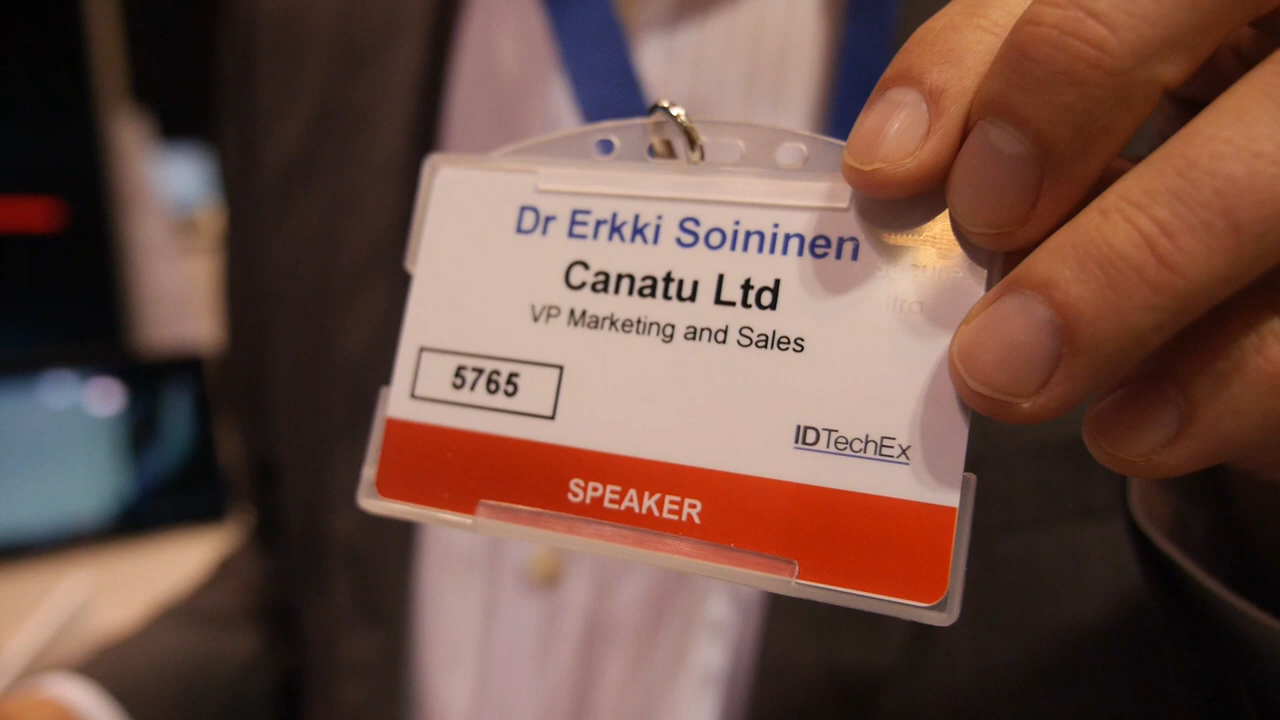 Dr Erkki Soininen
Canatu Ltd
VP Marketing and Sales
5765
IDTechEx
SPEAKER